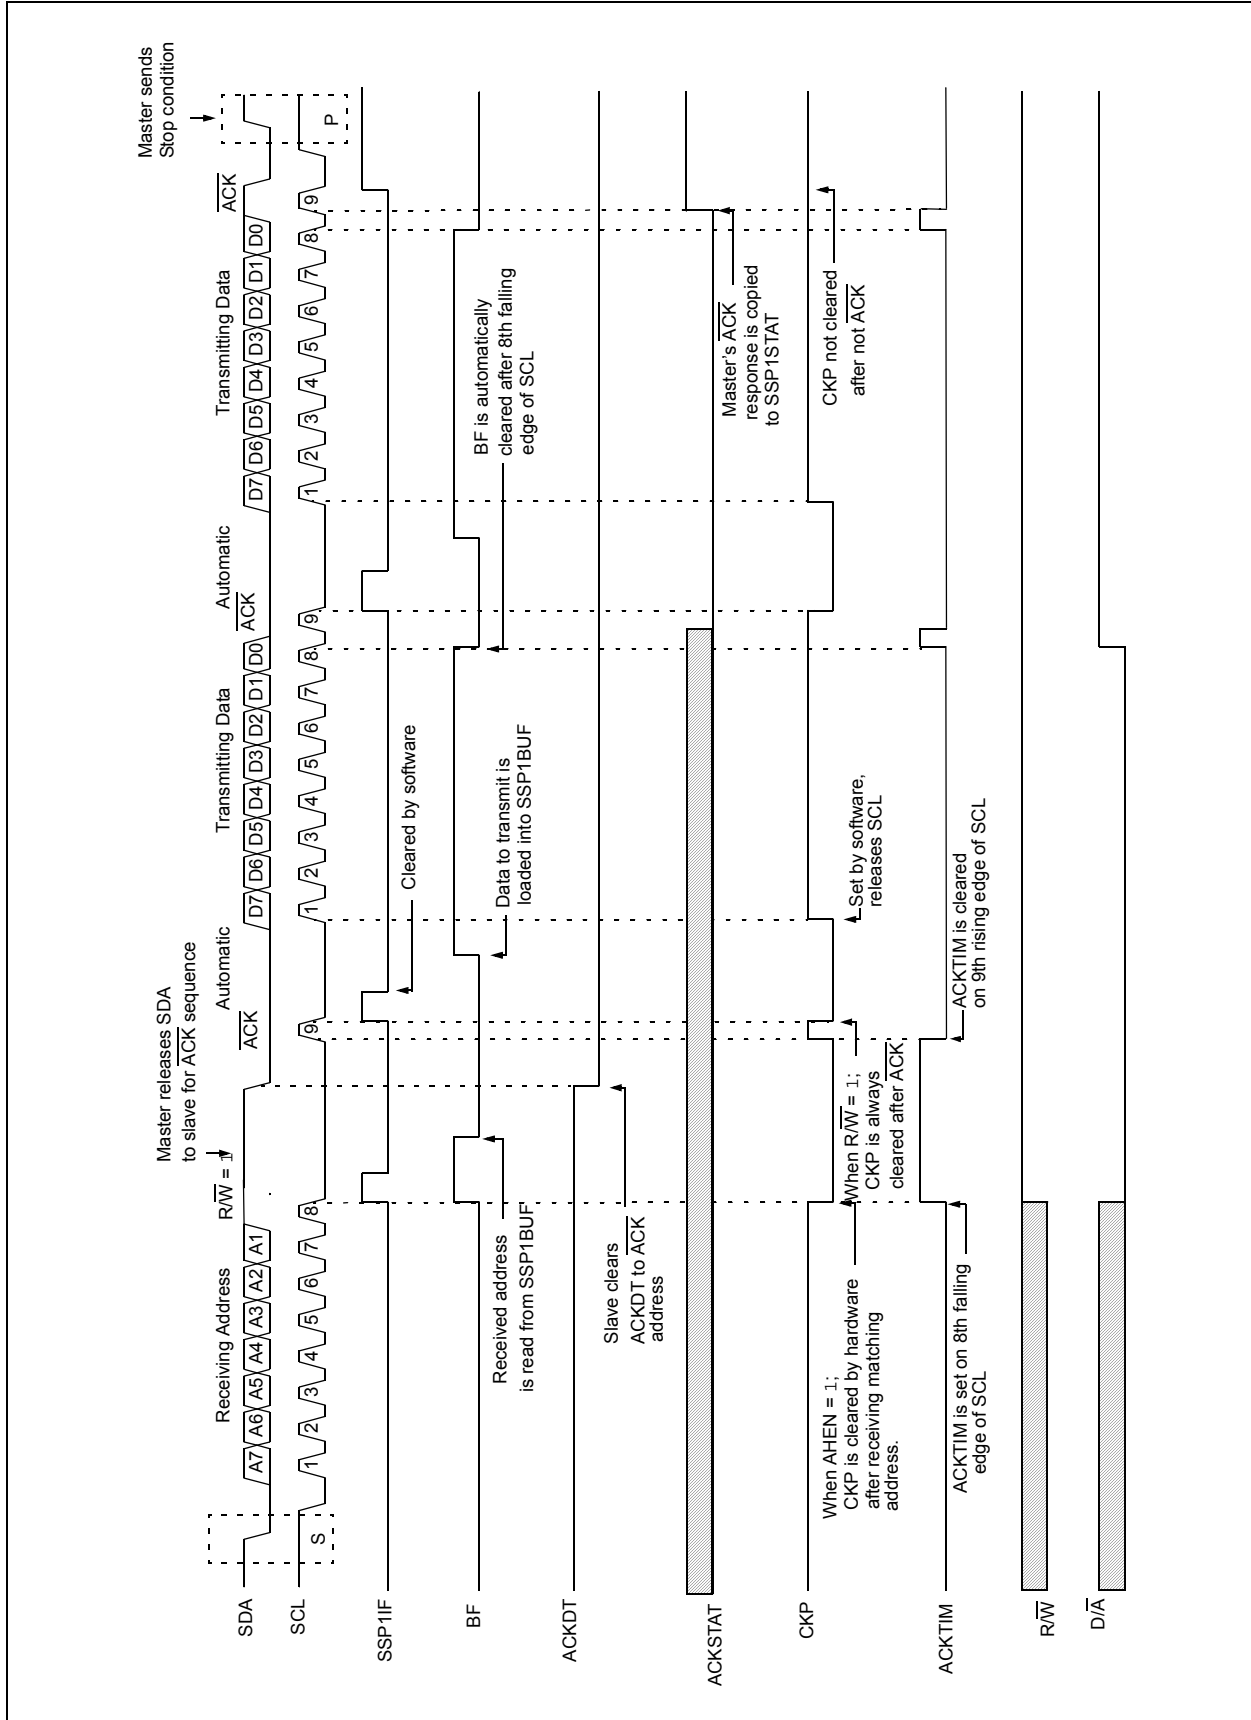 Master sends
Stop condition
Master releases SDA
to slave for ACK sequence
Receiving Address
R/W = 1
Automatic
Transmitting Data
Automatic
Transmitting Data
ACK
ACK
ACK
SDA
A7 A6 A5 A4 A3 A2 A1
D7 D6 D5 D4 D3 D2 D1 D0
D7 D6 D5 D4 D3 D2 D1 D0
SCL
S
1 2 3 4 5 6 7 8 9
1 2 3 4 5 6 7 8 9
1 2 3 4 5 6 7 8 9
P
SSP1IF
Cleared by software
BF
Received address
is read from SSP1BUF
Data to transmit is
loaded into SSP1BUF
BF is automatically
cleared after 8th falling
edge of SCL
ACKDT
Slave clears
ACKDT to ACK
address
ACKSTAT
Master's ACK
response is copied
to SSP1STAT
CKP
When AHEN = 1;
CKP is cleared by hardware
after receiving matching
address.
When R/W = 1;
CKP is always
cleared after ACK
Set by software,
releases SCL
CKP not cleared
after not ACK
ACKTIM
ACKTIM is set on 8th falling
edge of SCL
ACKTIM is cleared
on 9th rising edge of SCL
R/W
D/A